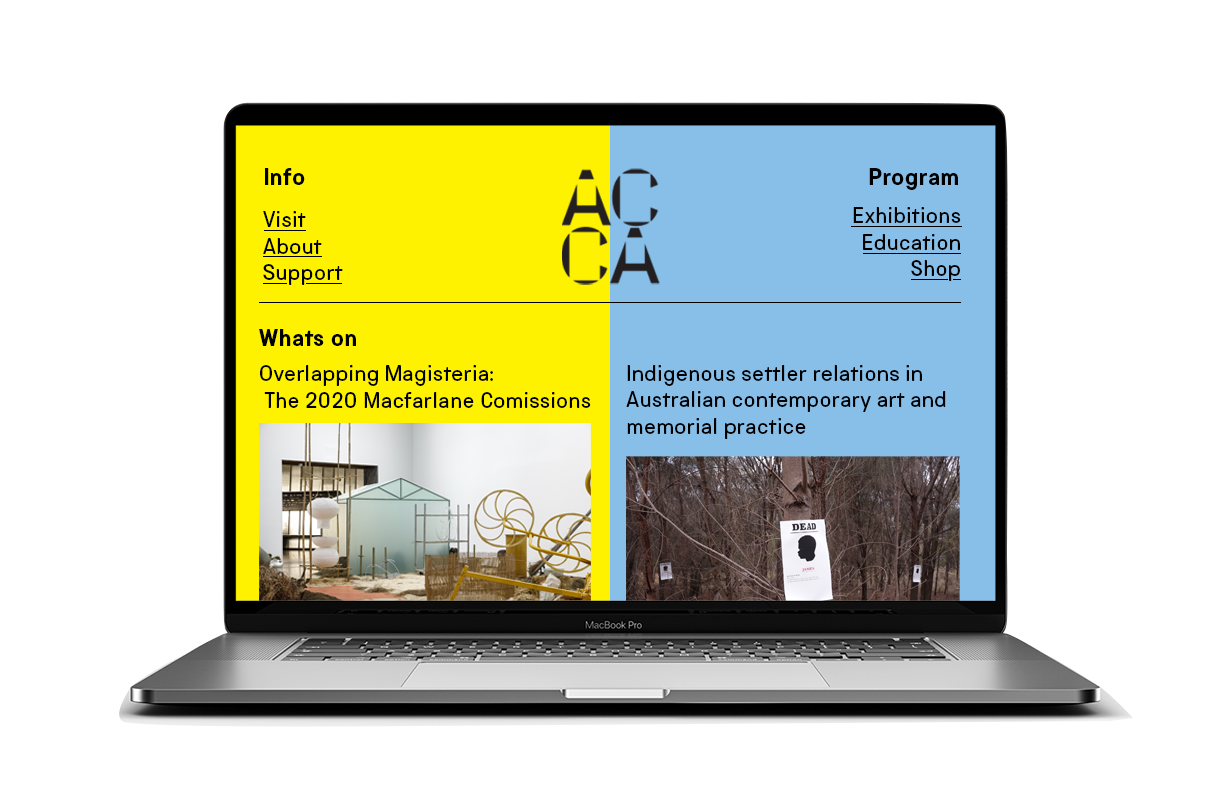 Info
Visit
About
Support
AC
CA
Program
Exhibitions
Education
Shop
Whats on
Overlapping Magisteria:
The 2020 Macfarlane Comissions
Indigenous settler relations in
Australian contemporary art and
memorial practice
DEAD
MacBook Pro